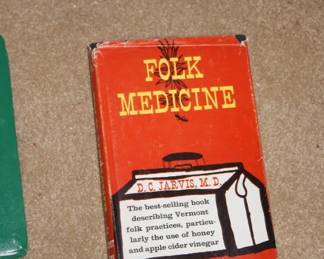 FOLK
MEDICINE
D. C. JARVIS, M. D.
The best-selling book
describing Vermont
folk practices, particu-
larly the use of honey
and apple cider vinegar